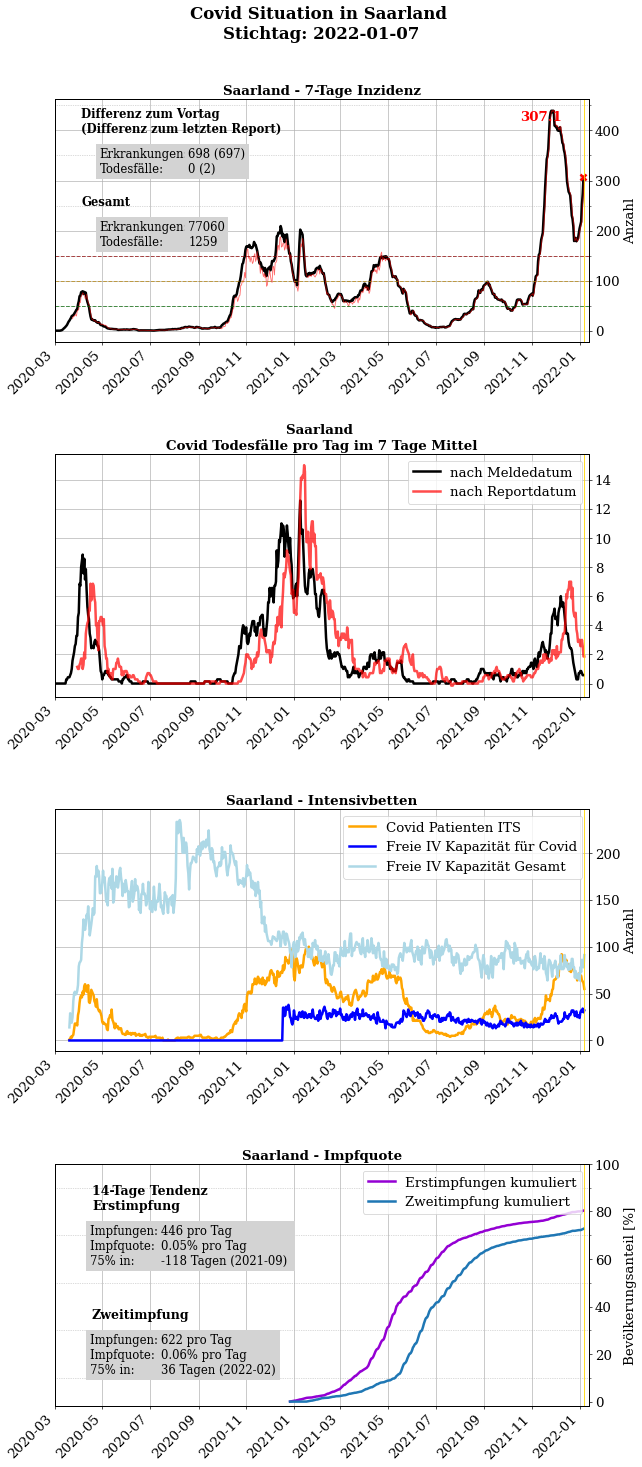 Covid Situation in Saarland
Stichtag: 2022-01-07
Saarland - 7-Tage Inzidenz
Differenz zum Vortag
(Differenz zum letzten Report)
Erkrankungen 698 (697)
Todesfälle: 0 (2)
Gesamt
Erkrankungen 77060
Todesfälle: 1259
400
300
200
100
0
Anzahl
2020-03
2020-05
2020-07
2020-09
2020-11
2021-01
2021-03
2021-05
2021-07
2021-09
2021-11
2022-01
Saarland
Covid Todesfälle pro Tag im 7 Tage Mittel
nach Meldedatum
nach Reportdatum
14
12
10
8
6
4
2
0
2020-03
2020-05
2020-07
2020-09
2020-11
2021-01
2021-03
2021-05
2021-07
2021-09
2021-11
2022-01
Saarland - Intensivbetten
Covid Patienten ITS
Freie IV Kapazität für Covid
Freie IV Kapazität Gesamt
200
150
100
50
0
Anzahl
2020-03
2020-05
2020-07
2020-09
2020-11
2021-01
2021-03
2021-05
2021-07
2021-09
2021-11
2022-01
Saarland - Impfquote
14-Tage Tendenz
Erstimpfung
Impfungen: 446 pro Tag
Impfquote: 0.05% pro Tag
75% in: -118 Tagen (2021-09)
Zweitimpfung
Impfungen: 622 pro Tag
Impfquote: 0.06% pro Tag
75% in: 36 Tagen (2022-02)
Erstimpfungen kumuliert
Zweitimpfung kumuliert
100
80
60
40
20
0
Bevölkerungsanteil [%]
2020-03
2020-05
2020-07
2020-09
2020-11
2021-01
2021-03
2021-05
2021-07
2021-09
2021-11
2022-01